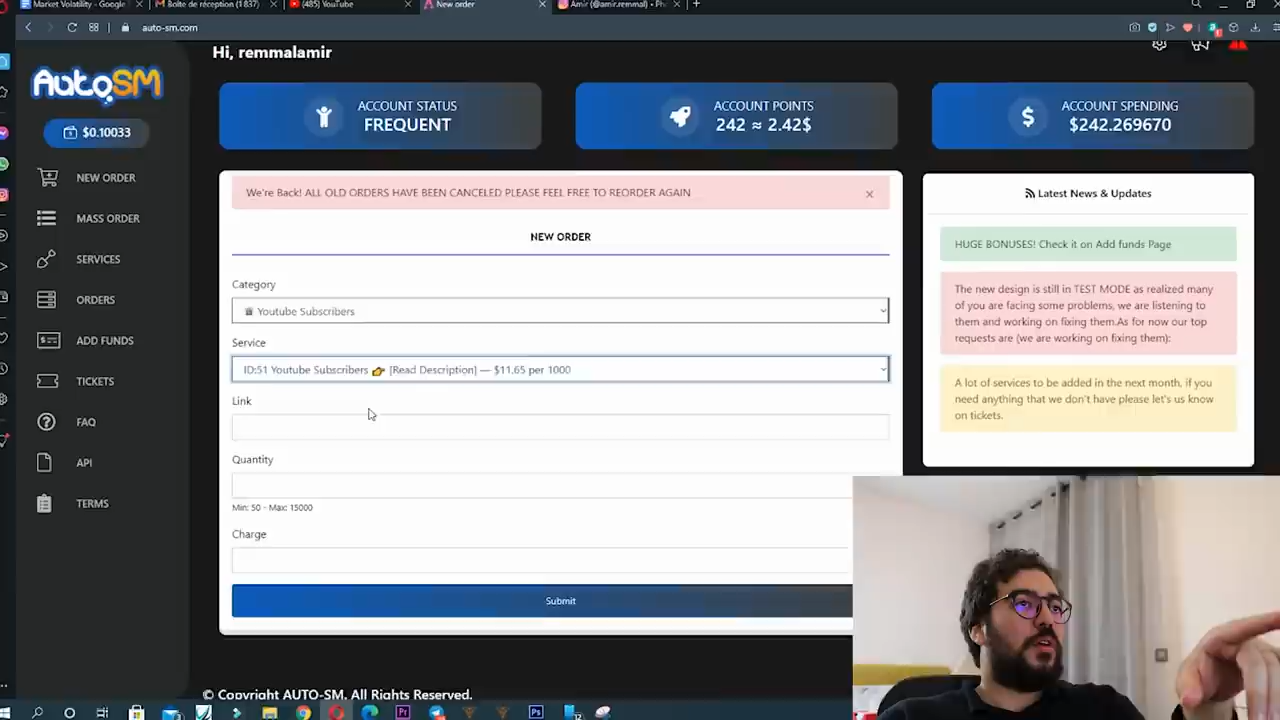 Market Volatility - Google
Boîte de réception (1 837)
(485) YouTube
New order
Amir (@amir.remmal) • Ph
auto-sm.com
Hi, remmalamir
AutoSM
$0.10033
NEW ORDER
MASS ORDER
SERVICES
ORDERS
ADD FUNDS
TICKETS
FAQ
API
TERMS
ACCOUNT STATUS
FREQUENT
ACCOUNT POINTS
242 ≈ 2.42$
ACCOUNT SPENDING
$242.269670
We're Back! ALL OLD ORDERS HAVE BEEN CANCELED PLEASE FEEL FREE TO REORDER AGAIN
NEW ORDER
Category
Youtube Subscribers
Service
ID:51 Youtube Subscribers 👉 [Read Description] — $11.65 per 1000
Link
Quantity
Min: 50 - Max: 15000
Charge
Submit
Latest News & Updates
HUGE BONUSES! Check it on Add funds Page
The new design is still in TEST MODE as realized many
of you are facing some problems, we are listening to
them and working on fixing them.As for now our top
requests are (we are working on fixing them):
A lot of services to be added in the next month, if you
need anything that we don't have please let's us know
on tickets.
© Copyright AUTO-SM. All Rights Reserved.